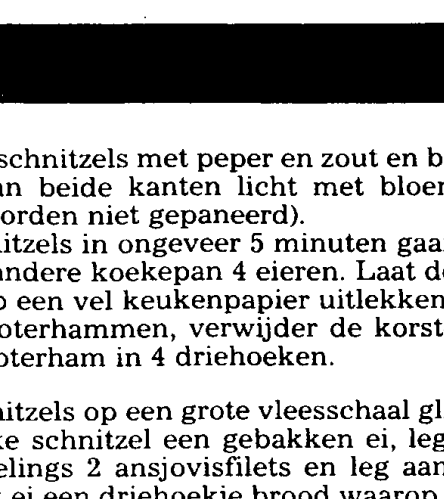 schnitzels met peper en zout en b
an beide kanten licht met bloe
orden niet gepaneerd).
itzels in ongeveer 5 minuten gaa
andere koekepan 4 eieren. Laat de
p een vel keukenpapier uitlekken
oterhammen, verwijder de korst
oterham in 4 driehoeken.
nitzels op een grote vleesschaal gl
ke schnitzel een gebakken ei, leg
elings 2 ansjovisfilets en leg aan
ei een driehoekje brood waarop